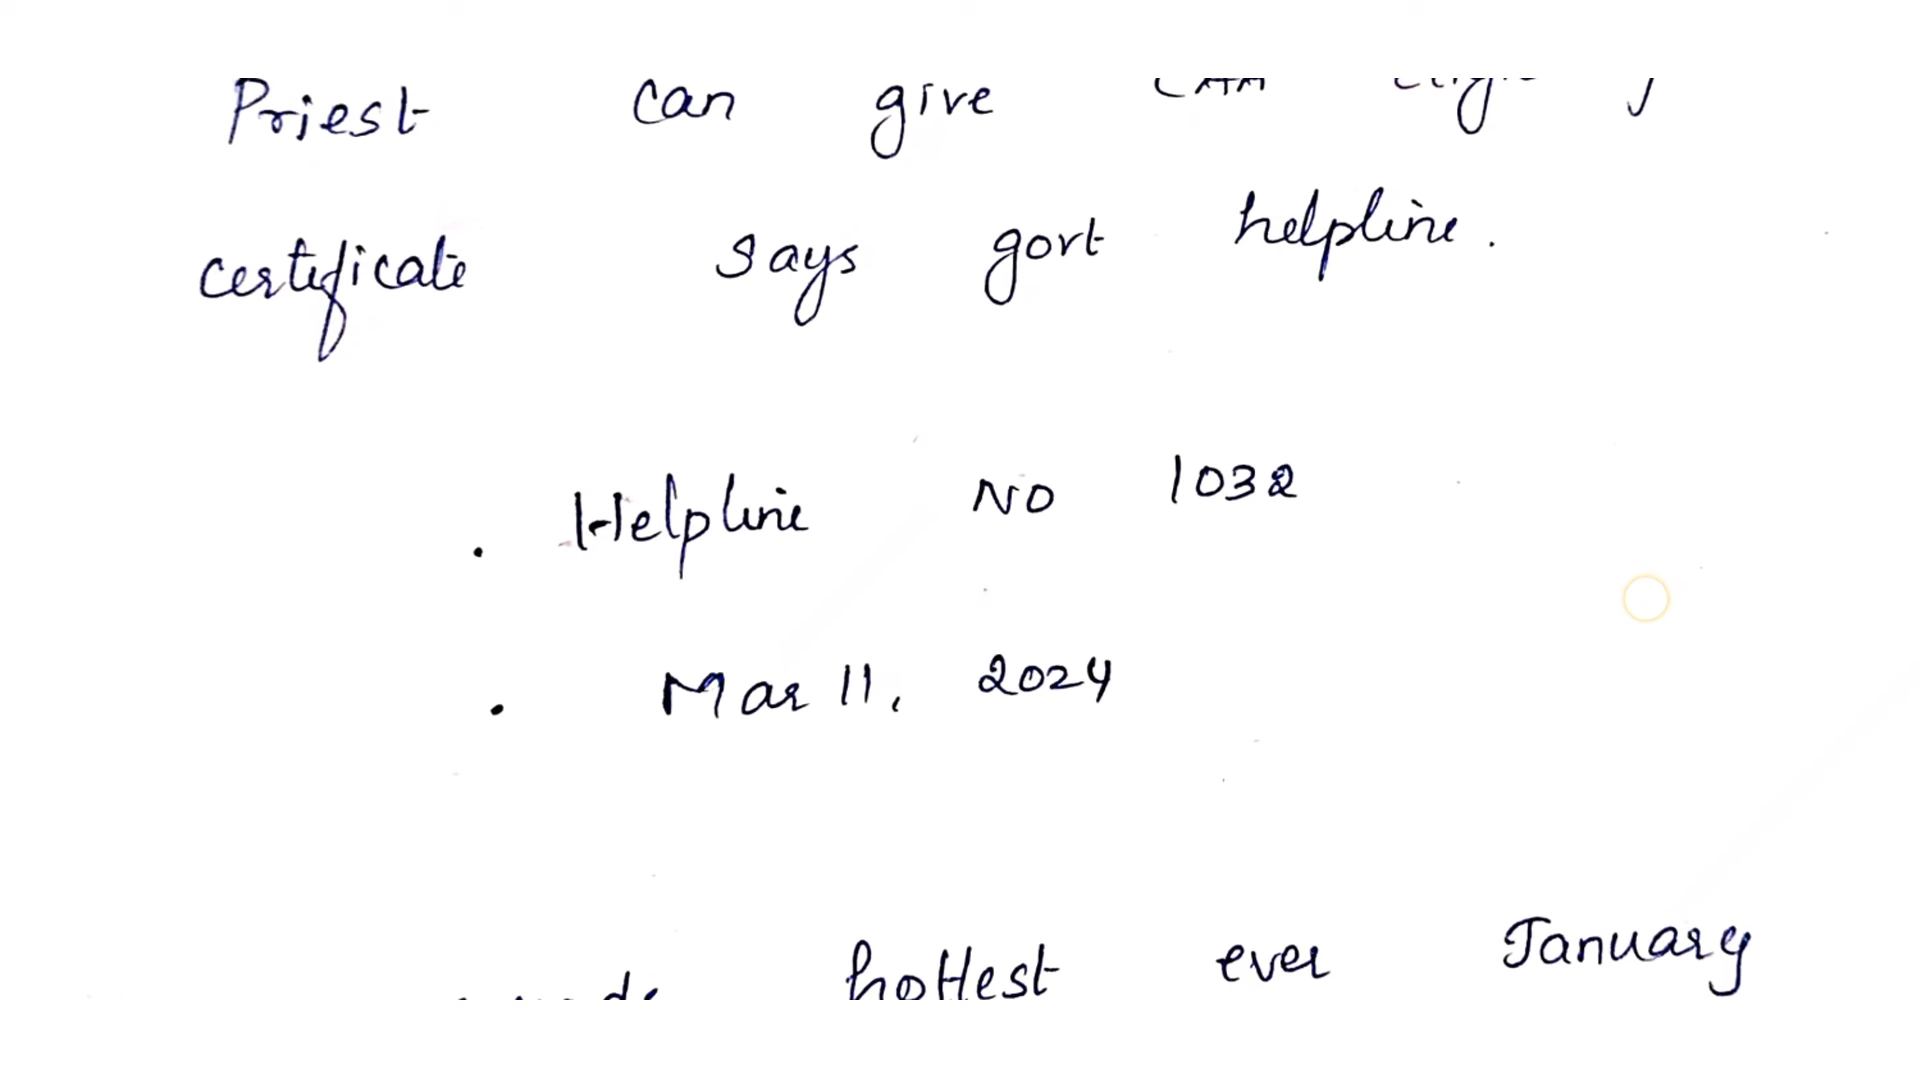 Priest can give
certificate says govt helpline.
. Helpline NO 1032
. Mar 11, 2024
hottest ever January